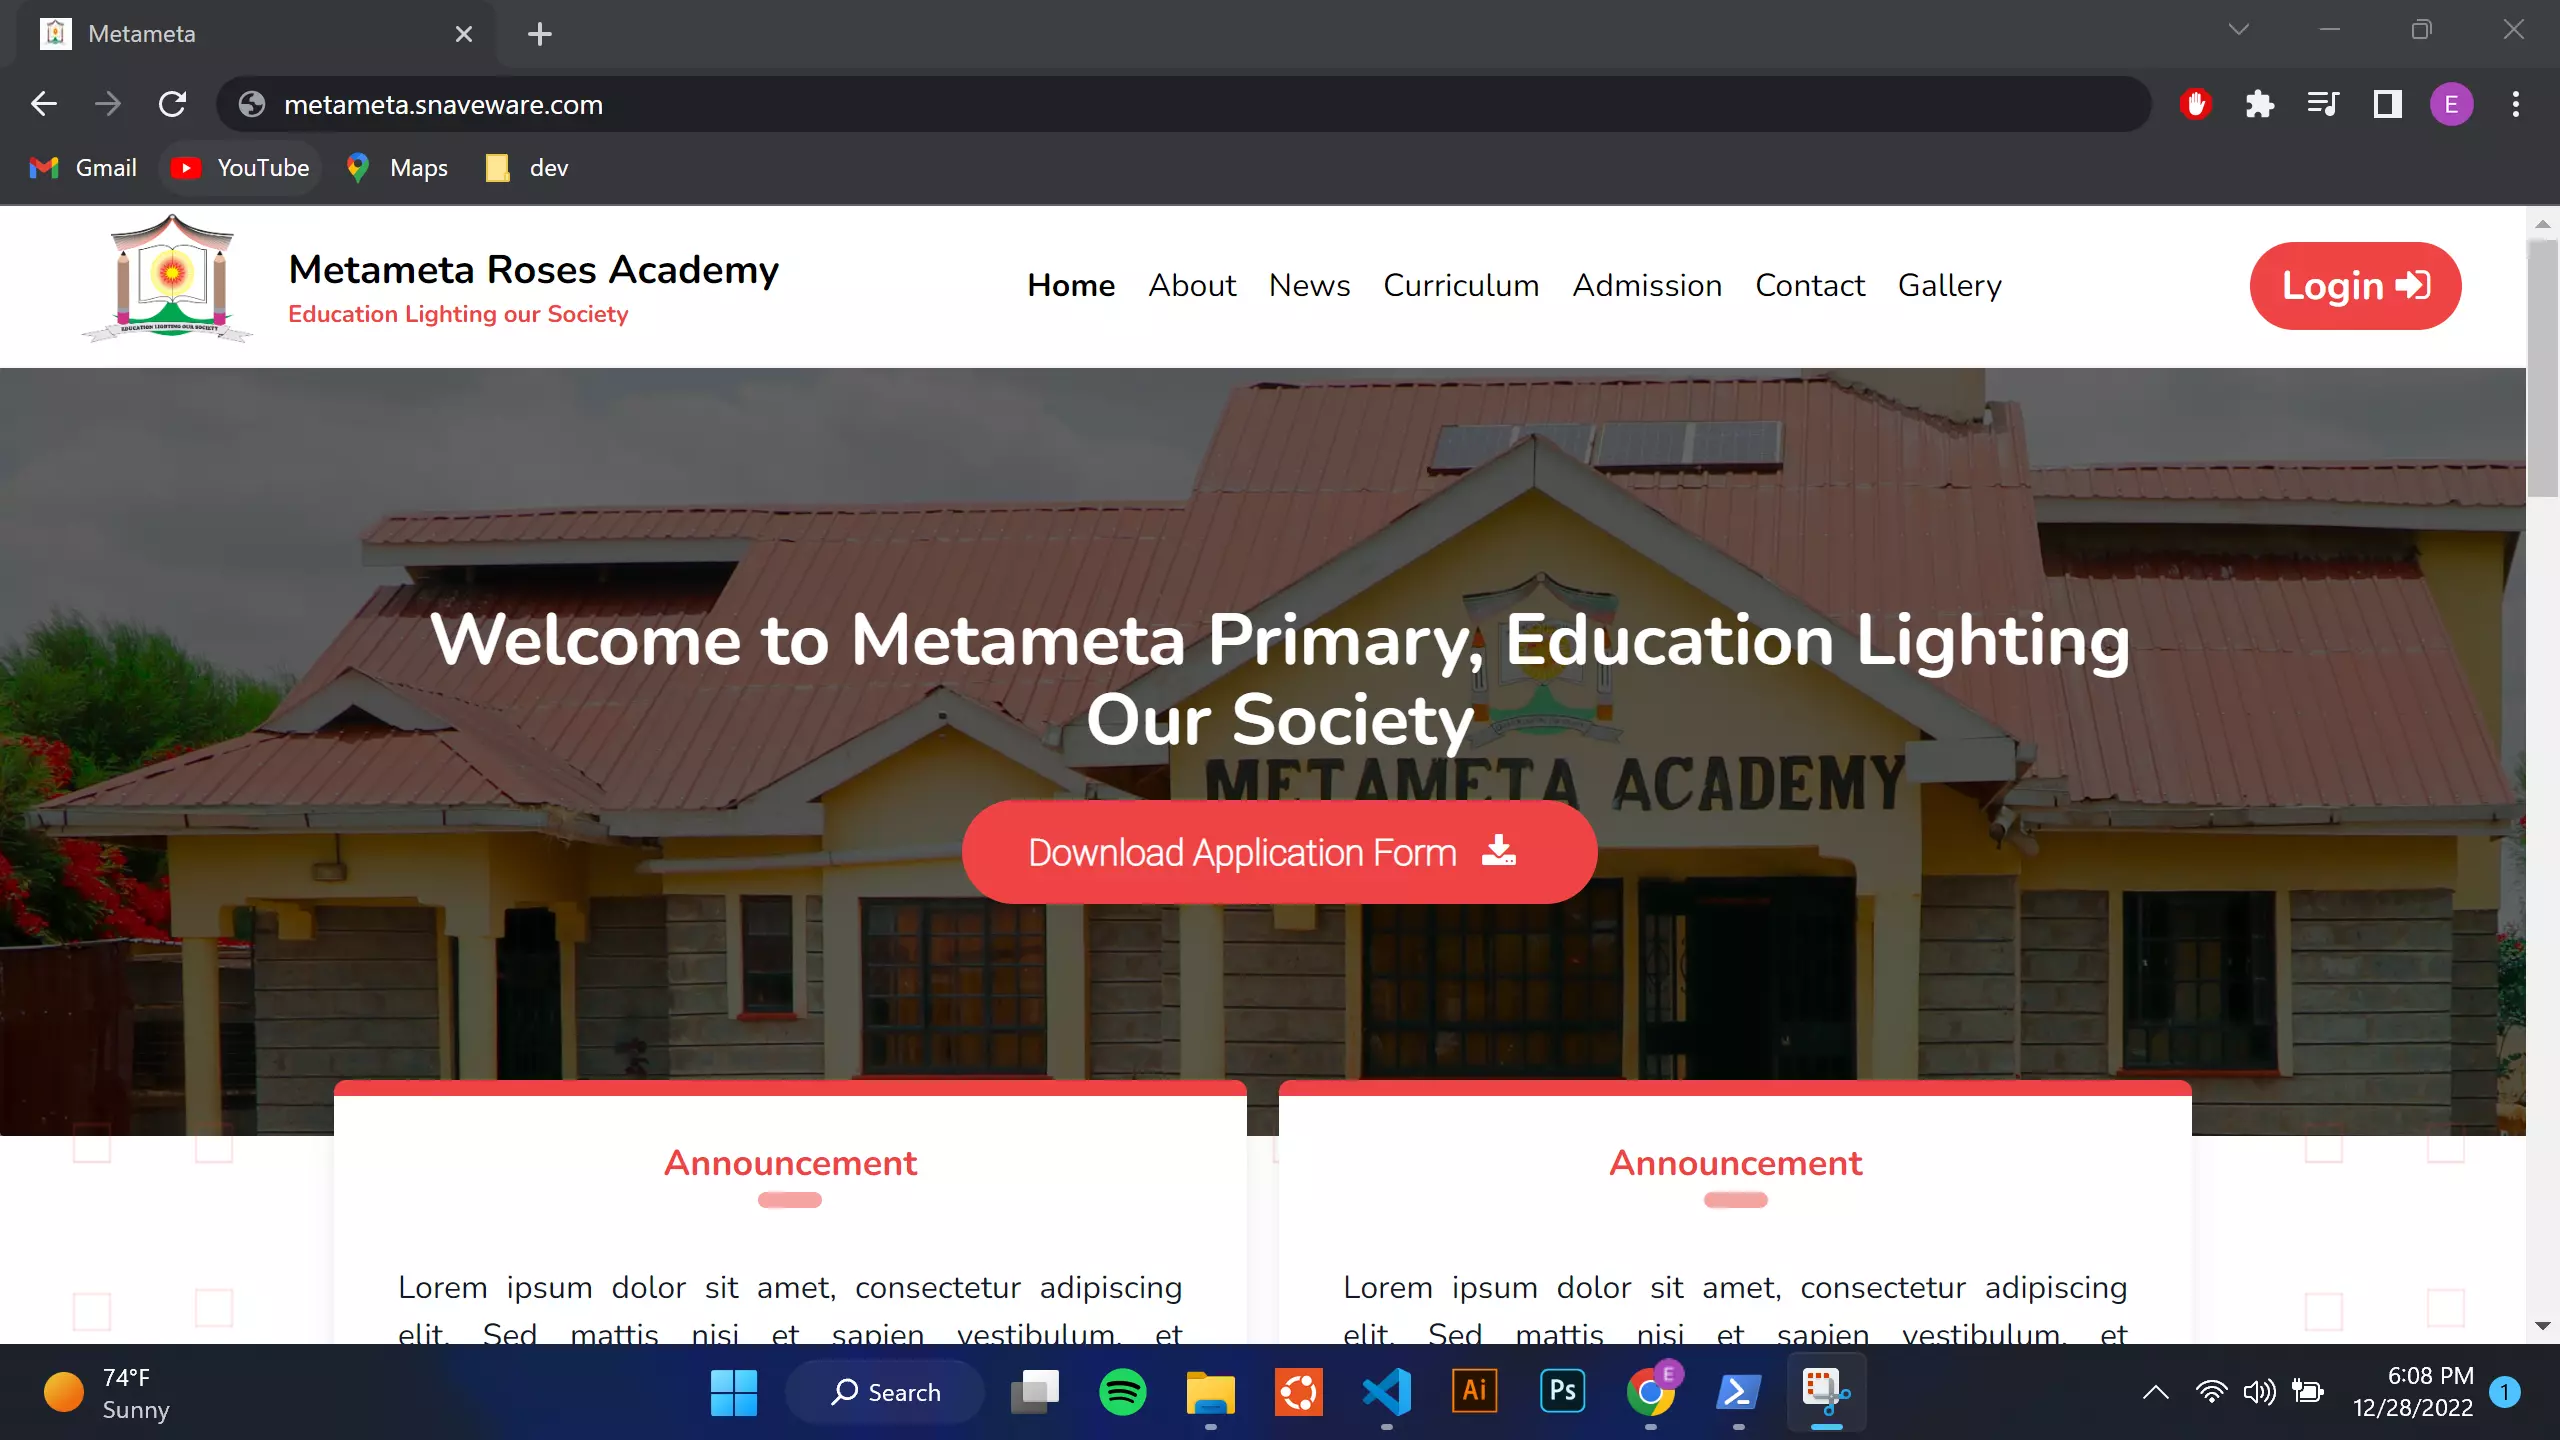 Metameta
metameta.snaveware.com
E
Gmail
YouTube
Maps
dev
EDUCATION LIGHTING OUR SOCIETY
Metameta Roses Academy
Education Lighting our Society
Home
About
News
Curriculum
Admission
Contact
Gallery
Login
Welcome to Metameta Primary, Education Lighting
Our Society
METAMETA ACADEMY
Download Application Form
Announcement
Lorem ipsum dolor sit amet, consectetur adipiscing
elit. Sed mattis nisi et sapien vestibulum, et
Announcement
Lorem ipsum dolor sit amet, consectetur adipiscing
elit. Sed mattis nisi et sapien vestibulum, et
74°F
Sunny
Search
Ai
Ps
E
6:08 PM
12/28/2022
1